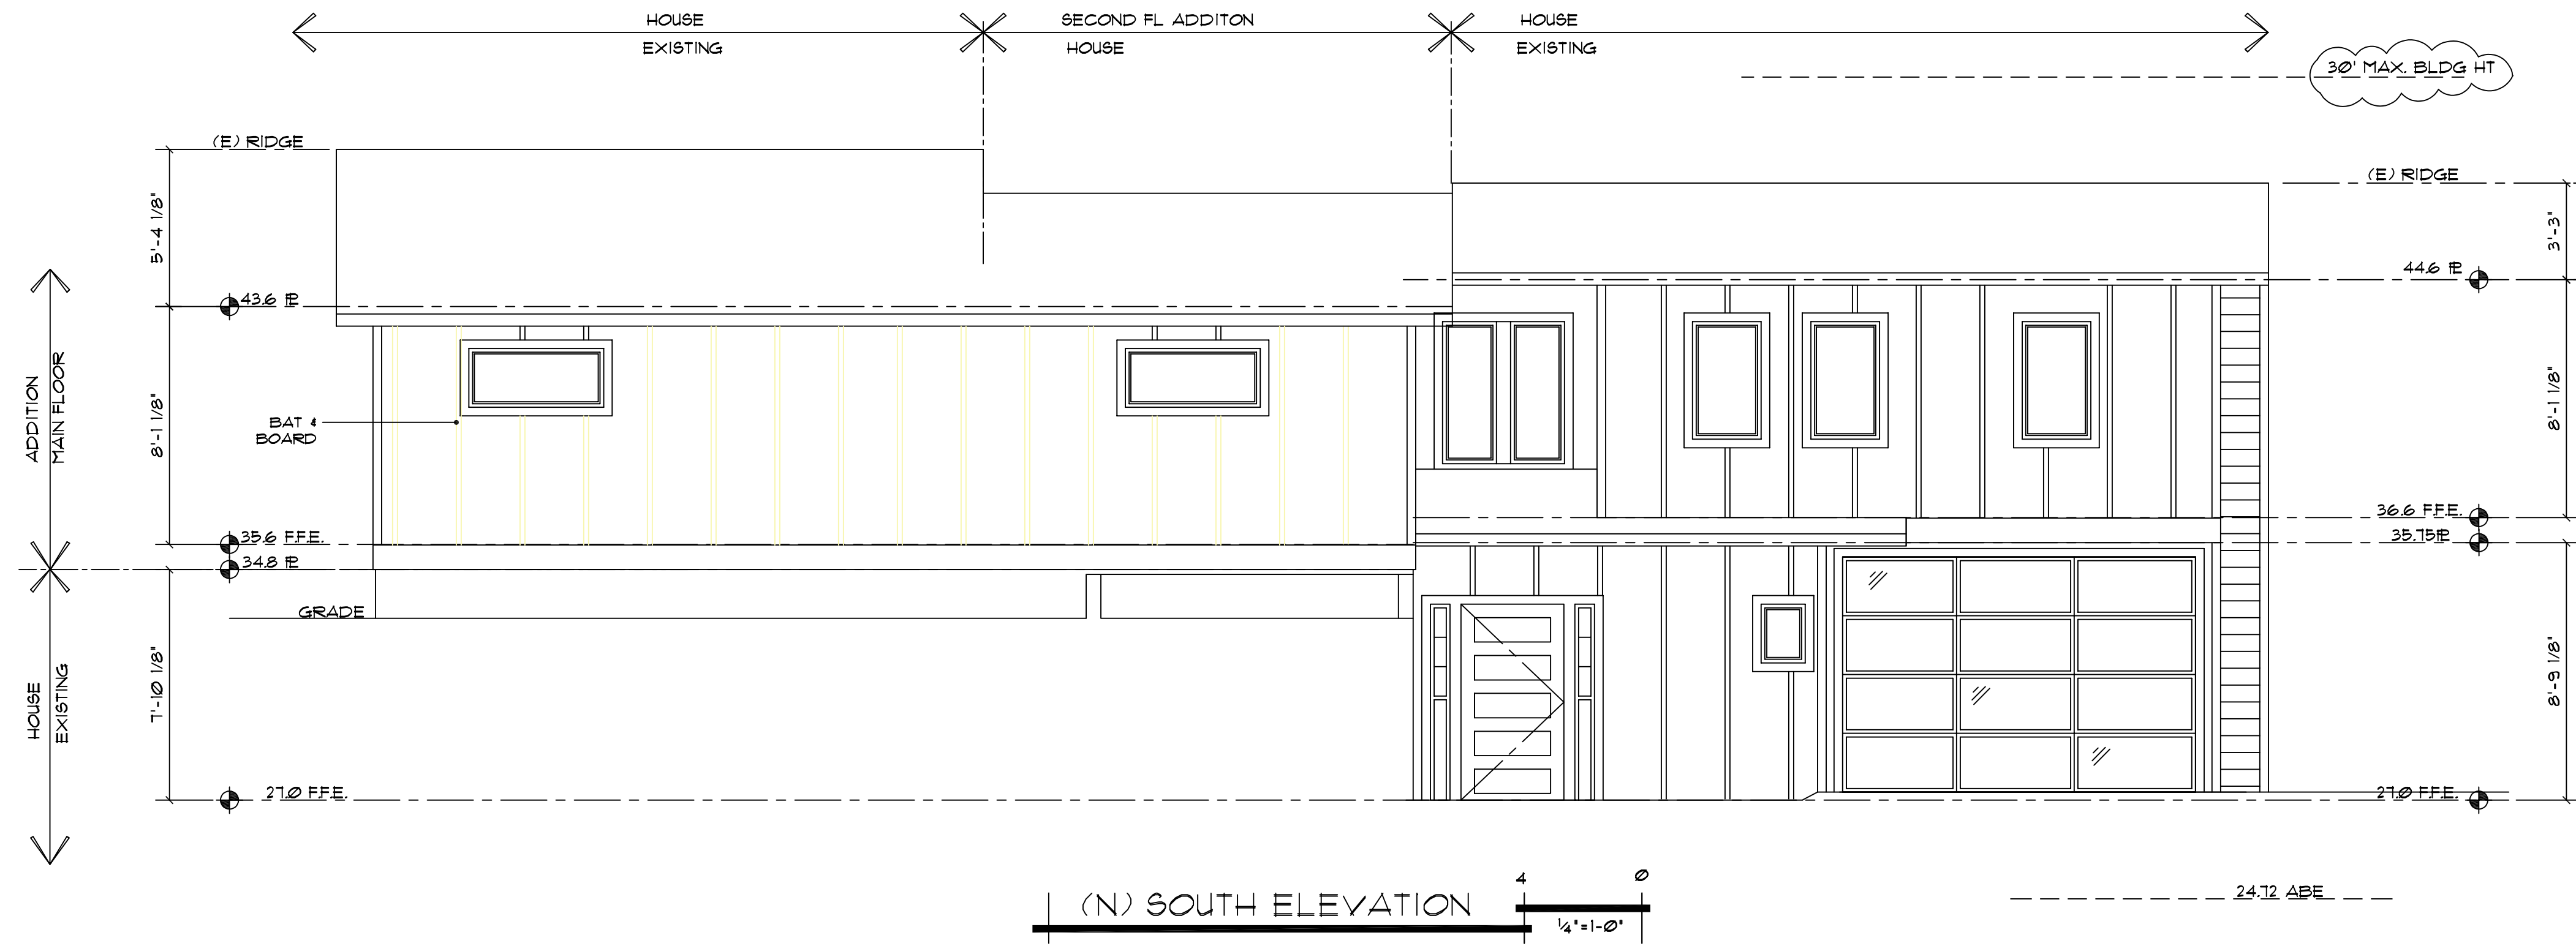 HOUSE
EXISTING
SECOND FL ADDITON
HOUSE
HOUSE
EXISTING
30' MAX. BLDG HT
(E) RIDGE
(E) RIDGE
5'-4 1/8"
3'-3"
43.6 PL
44.6 PL
ADDITION
MAIN FLOOR
8'-1 1/8"
8'-1 1/8"
BAT &
BOARD
35.6 F.F.E.
36.6 F.F.E.
34.8 PL
35.75 PL
GRADE
HOUSE
EXISTING
7'-10 1/8"
8'-9 1/8"
27.0 F.F.E.
27.0 F.F.E.
(N) SOUTH ELEVATION
4 0
1/4"=1-0"
24.72 ABE